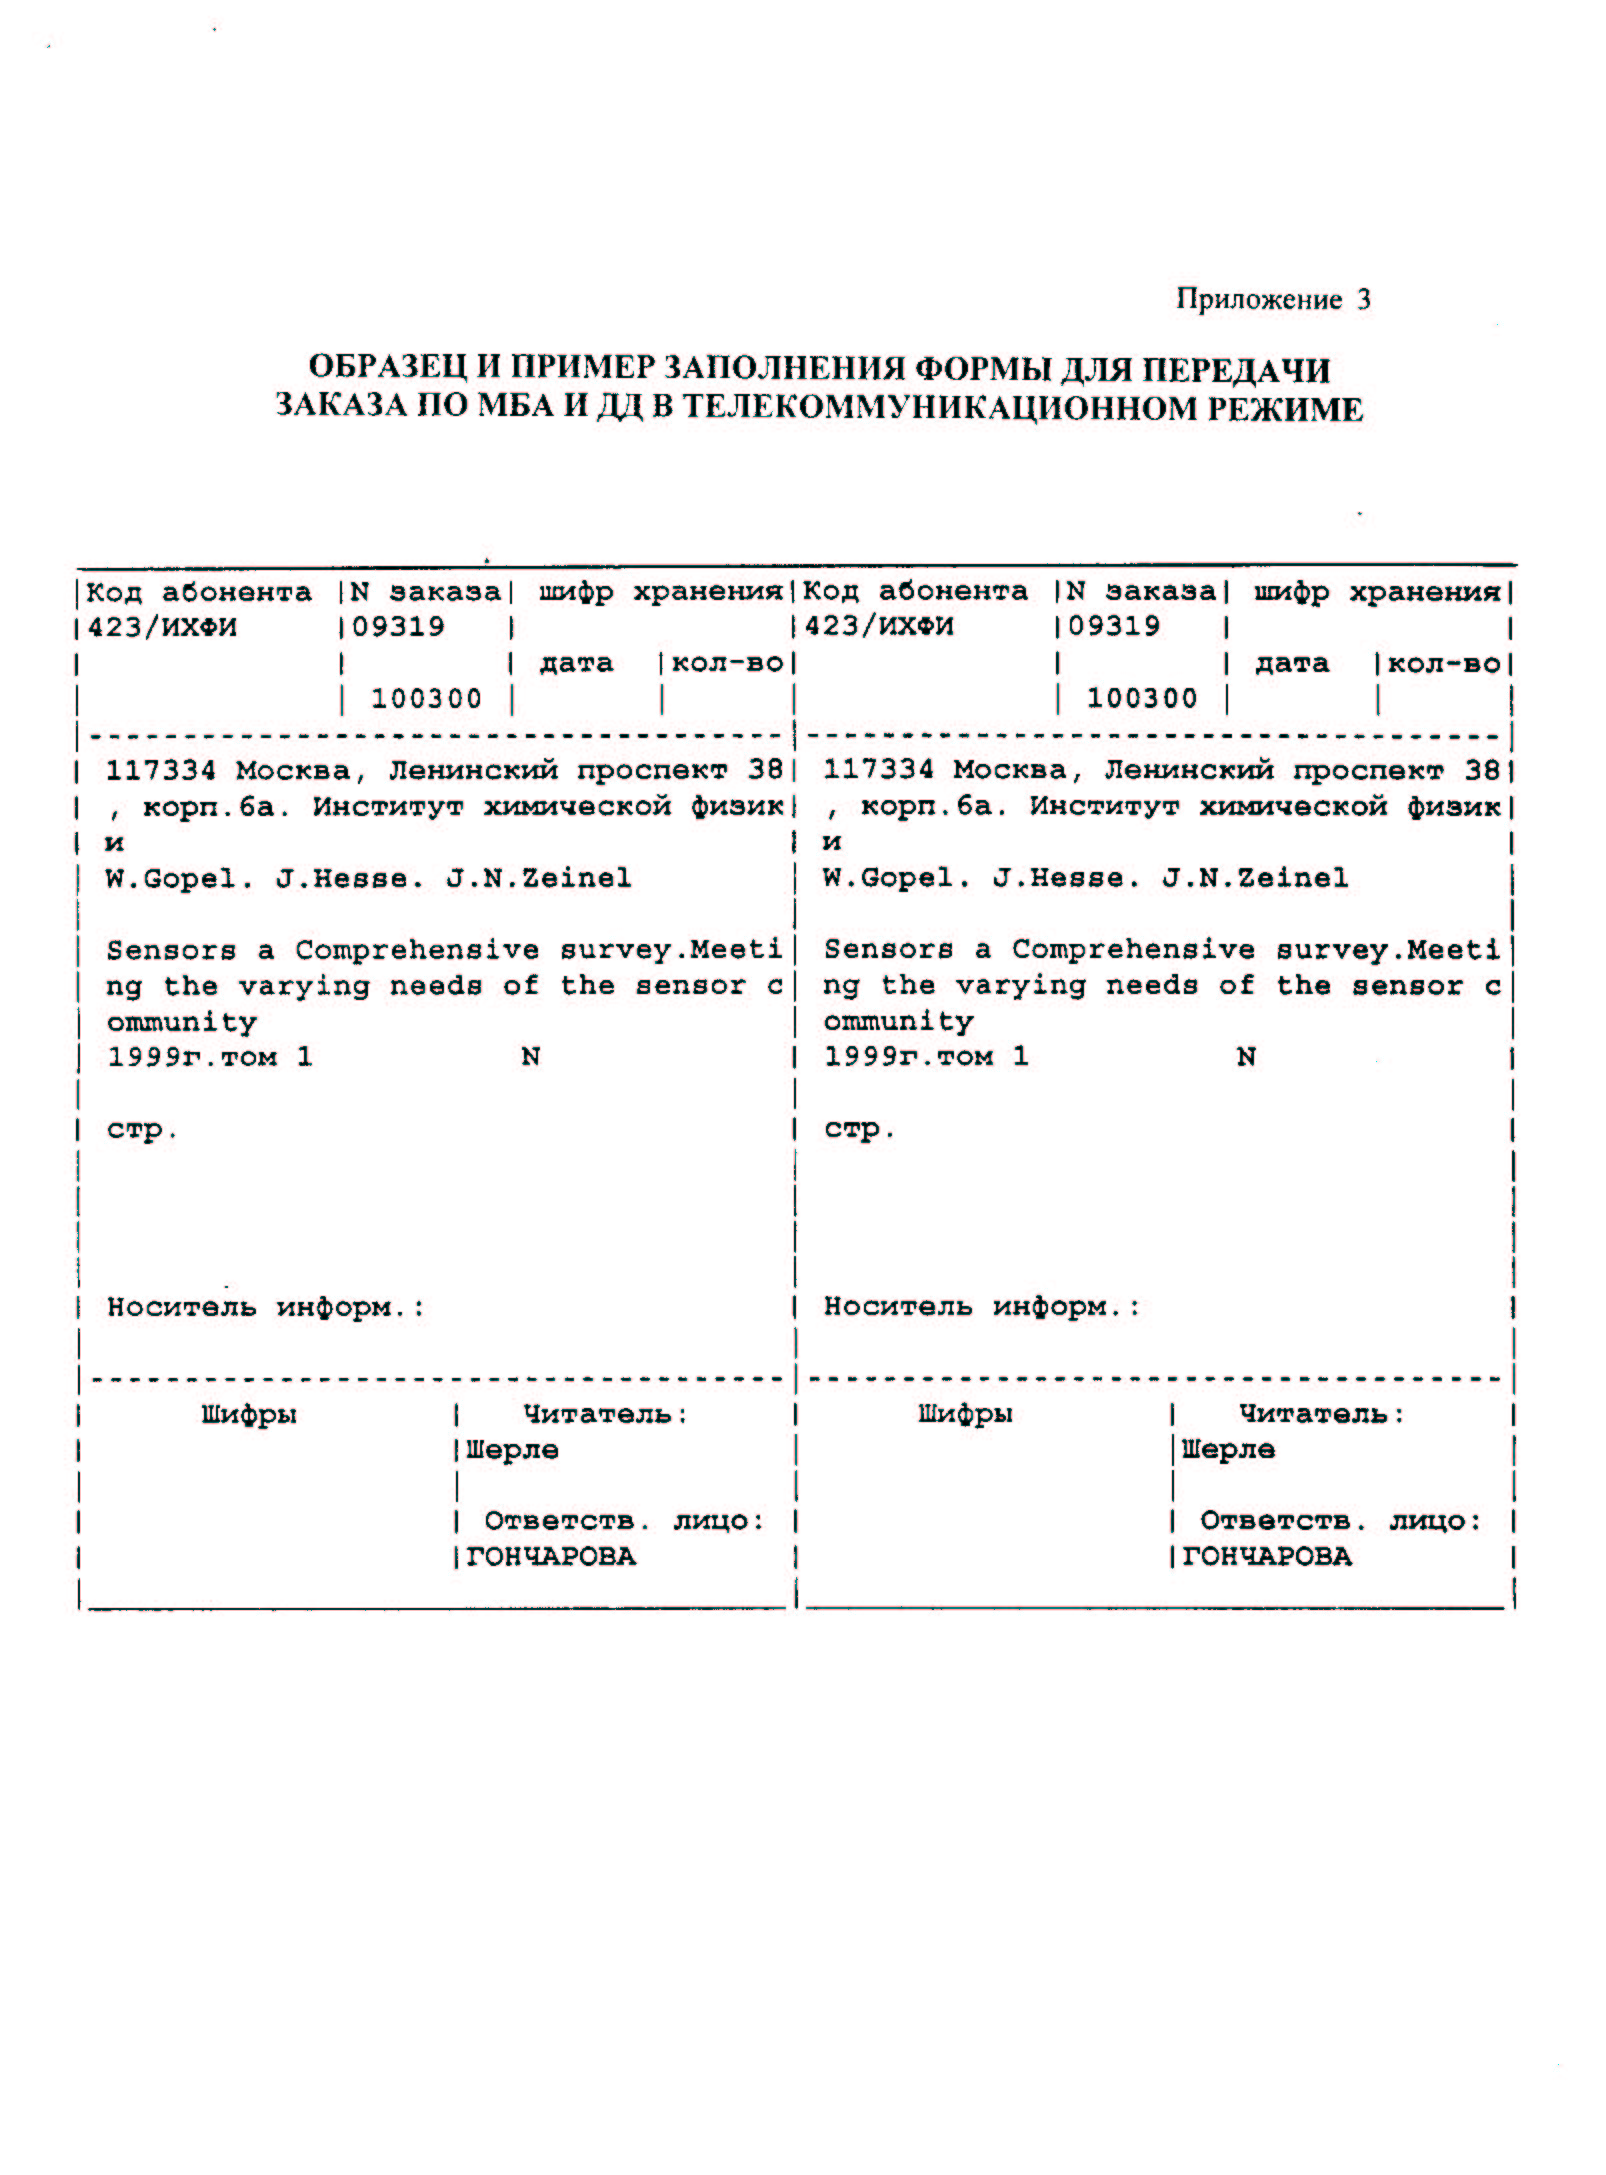 Приложение 3
ОБРАЗЕЦ И ПРИМЕР ЗАПОЛНЕНИЯ ФОРМЫ ДЛЯ ПЕРЕДАЧИ
ЗАКАЗА ПО МБА И ДД В ТЕЛЕКОММУНИКАЦИОННОМ РЕЖИМЕ
|Код абонента |N заказа| шифр хранения|Код абонента |N заказа| шифр хранения|
|423/ИХФИ |09319 | |423/ИХФИ |09319 | |
| | | дата |кол-во| | | дата |кол-во|
| | 100300 | | | | 100300 | | |
| 117334 Москва, Ленинский проспект 38| 117334 Москва, Ленинский проспект 38|
| , корп.6а. Институт химической физик| , корп.6а. Институт химической физик|
| и | и |
| W.Gopel. J.Hesse. J.N.Zeinel | W.Gopel. J.Hesse. J.N.Zeinel |
| Sensors a Comprehensive survey.Meeti| Sensors a Comprehensive survey.Meeti|
| ng the varying needs of the sensor c| ng the varying needs of the sensor c|
| ommunity | ommunity |
| 1999г.том 1 N | 1999г.том 1 N |
| стр. | стр. |
| Носитель информ.: | Носитель информ.: |
| Шифры | Читатель: | Шифры | Читатель: |
| |Шерле | |Шерле |
| | Ответств. лицо: | | Ответств. лицо: |
| |ГОНЧАРОВА | |ГОНЧАРОВА |